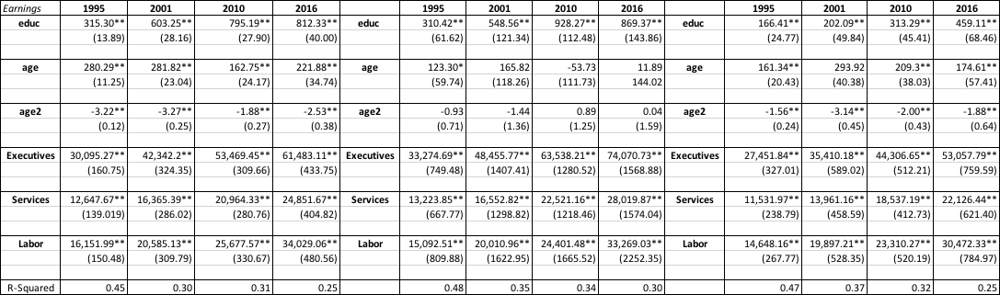 Earnings 1995 2001 2010 2016 1995 2001 2010 2016 1995 2001 2010 2016
educ 315.30** 603.25** 795.19** 812.33** educ 310.42** 548.56** 928.27** 869.37** educ 166.41** 202.09** 313.29** 459.11**
(13.89) (28.16) (27.90) (40.00) (61.62) (121.34) (112.48) (143.86) (24.77) (49.84) (45.41) (68.46)
age 280.29** 281.82** 162.75** 221.88** age 123.30* 165.82 -53.73 11.89 age 161.34** 293.92 209.3** 174.61**
(11.25) (23.04) (24.17) (34.74) (59.74) (118.26) (111.73) 144.02 (20.43) (40.38) (38.03) (57.41)
age2 -3.22** -3.27** -1.88** -2.53** age2 -0.93 -1.44 0.89 0.04 age2 -1.56** -3.14** -2.00** -1.88**
(0.12) (0.25) (0.27) (0.38) (0.71) (1.36) (1.25) (1.59) (0.24) (0.45) (0.43) (0.64)
Executives 30,095.27** 42,342.2** 53,469.45** 61,483.11** Executives 33,274.69** 48,455.77** 63,538.21** 74,070.73** Executives 27,451.84** 35,410.18** 44,306.65** 53,057.79**
(160.75) (324.35) (309.66) (433.75) (749.48) (1407.41) (1280.52) (1568.88) (327.01) (589.02) (512.21) (759.59)
Services 12,647.67** 16,365.39** 20,964.33** 24,851.67** Services 13,223.85** 16,552.82** 22,521.16** 28,019.87** Services 11,531.97** 13,961.16** 18,537.19** 22,126.44**
(139.019) (286.02) (280.76) (404.82) (667.77) (1298.82) (1218.46) (1574.04) (238.79) (458.59) (412.73) (621.40)
Labor 16,151.99** 20,585.13** 25,677.57** 34,029.06** Labor 15,092.51** 20,010.96** 24,401.48** 33,269.03** Labor 14,648.16** 19,897.21** 23,310.27** 30,472.33**
(150.48) (309.79) (330.67) (480.56) (809.88) (1622.95) (1665.52) (2252.35) (267.77) (528.35) (520.19) (784.97)
R-Squared 0.45 0.30 0.31 0.25 0.48 0.35 0.34 0.30 0.47 0.37 0.32 0.25